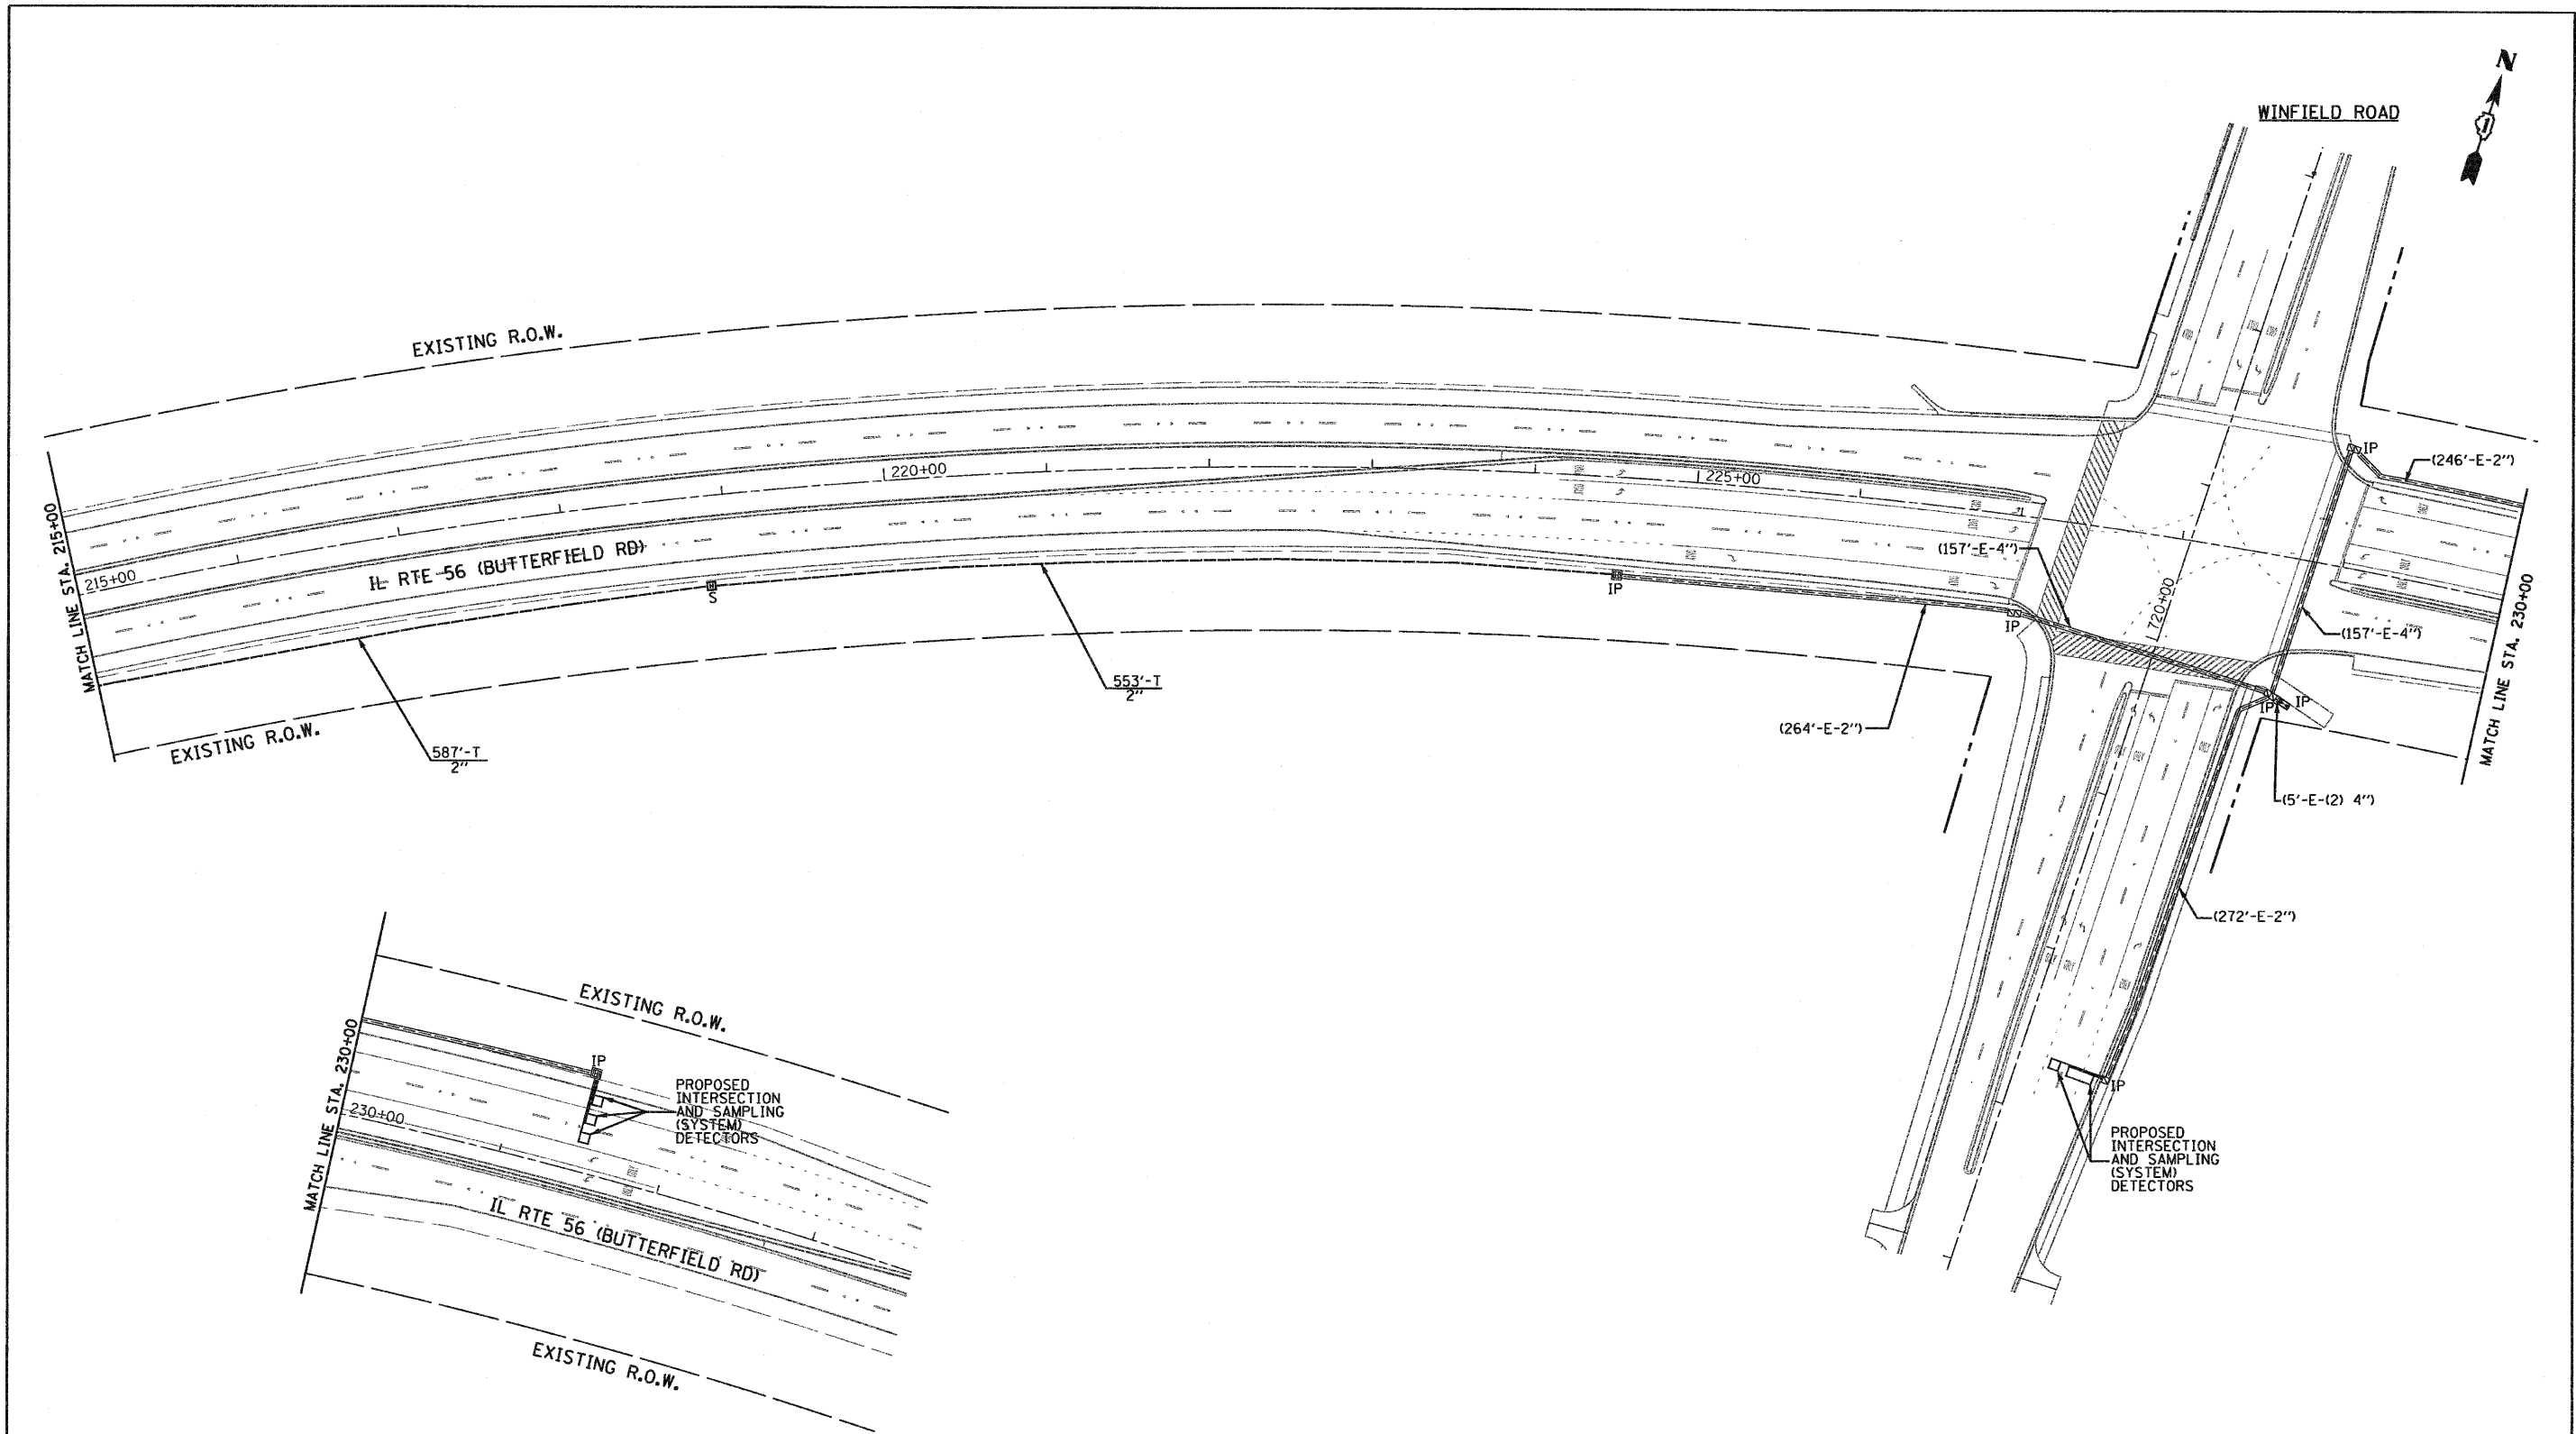 N
WINFIELD ROAD
EXISTING R.O.W.
MATCH LINE STA. 215+00
215+00
IL RTE 56 (BUTTERFIELD RD)
220+00
225+00
S
IP
IP
IP
(246'-E-2")
(157'-E-4")
720+00
(157'-E-4")
MATCH LINE STA. 230+00
553'-T
2"
(264'-E-2")
IP
IP
(5'-E-(2) 4")
EXISTING R.O.W.
587'-T
2"
(272'-E-2")
IP
PROPOSED
INTERSECTION
AND SAMPLING
(SYSTEM)
DETECTORS
EXISTING R.O.W.
MATCH LINE STA. 230+00
IP
230+00
PROPOSED
INTERSECTION
AND SAMPLING
(SYSTEM)
DETECTORS
IL RTE 56 (BUTTERFIELD RD)
EXISTING R.O.W.